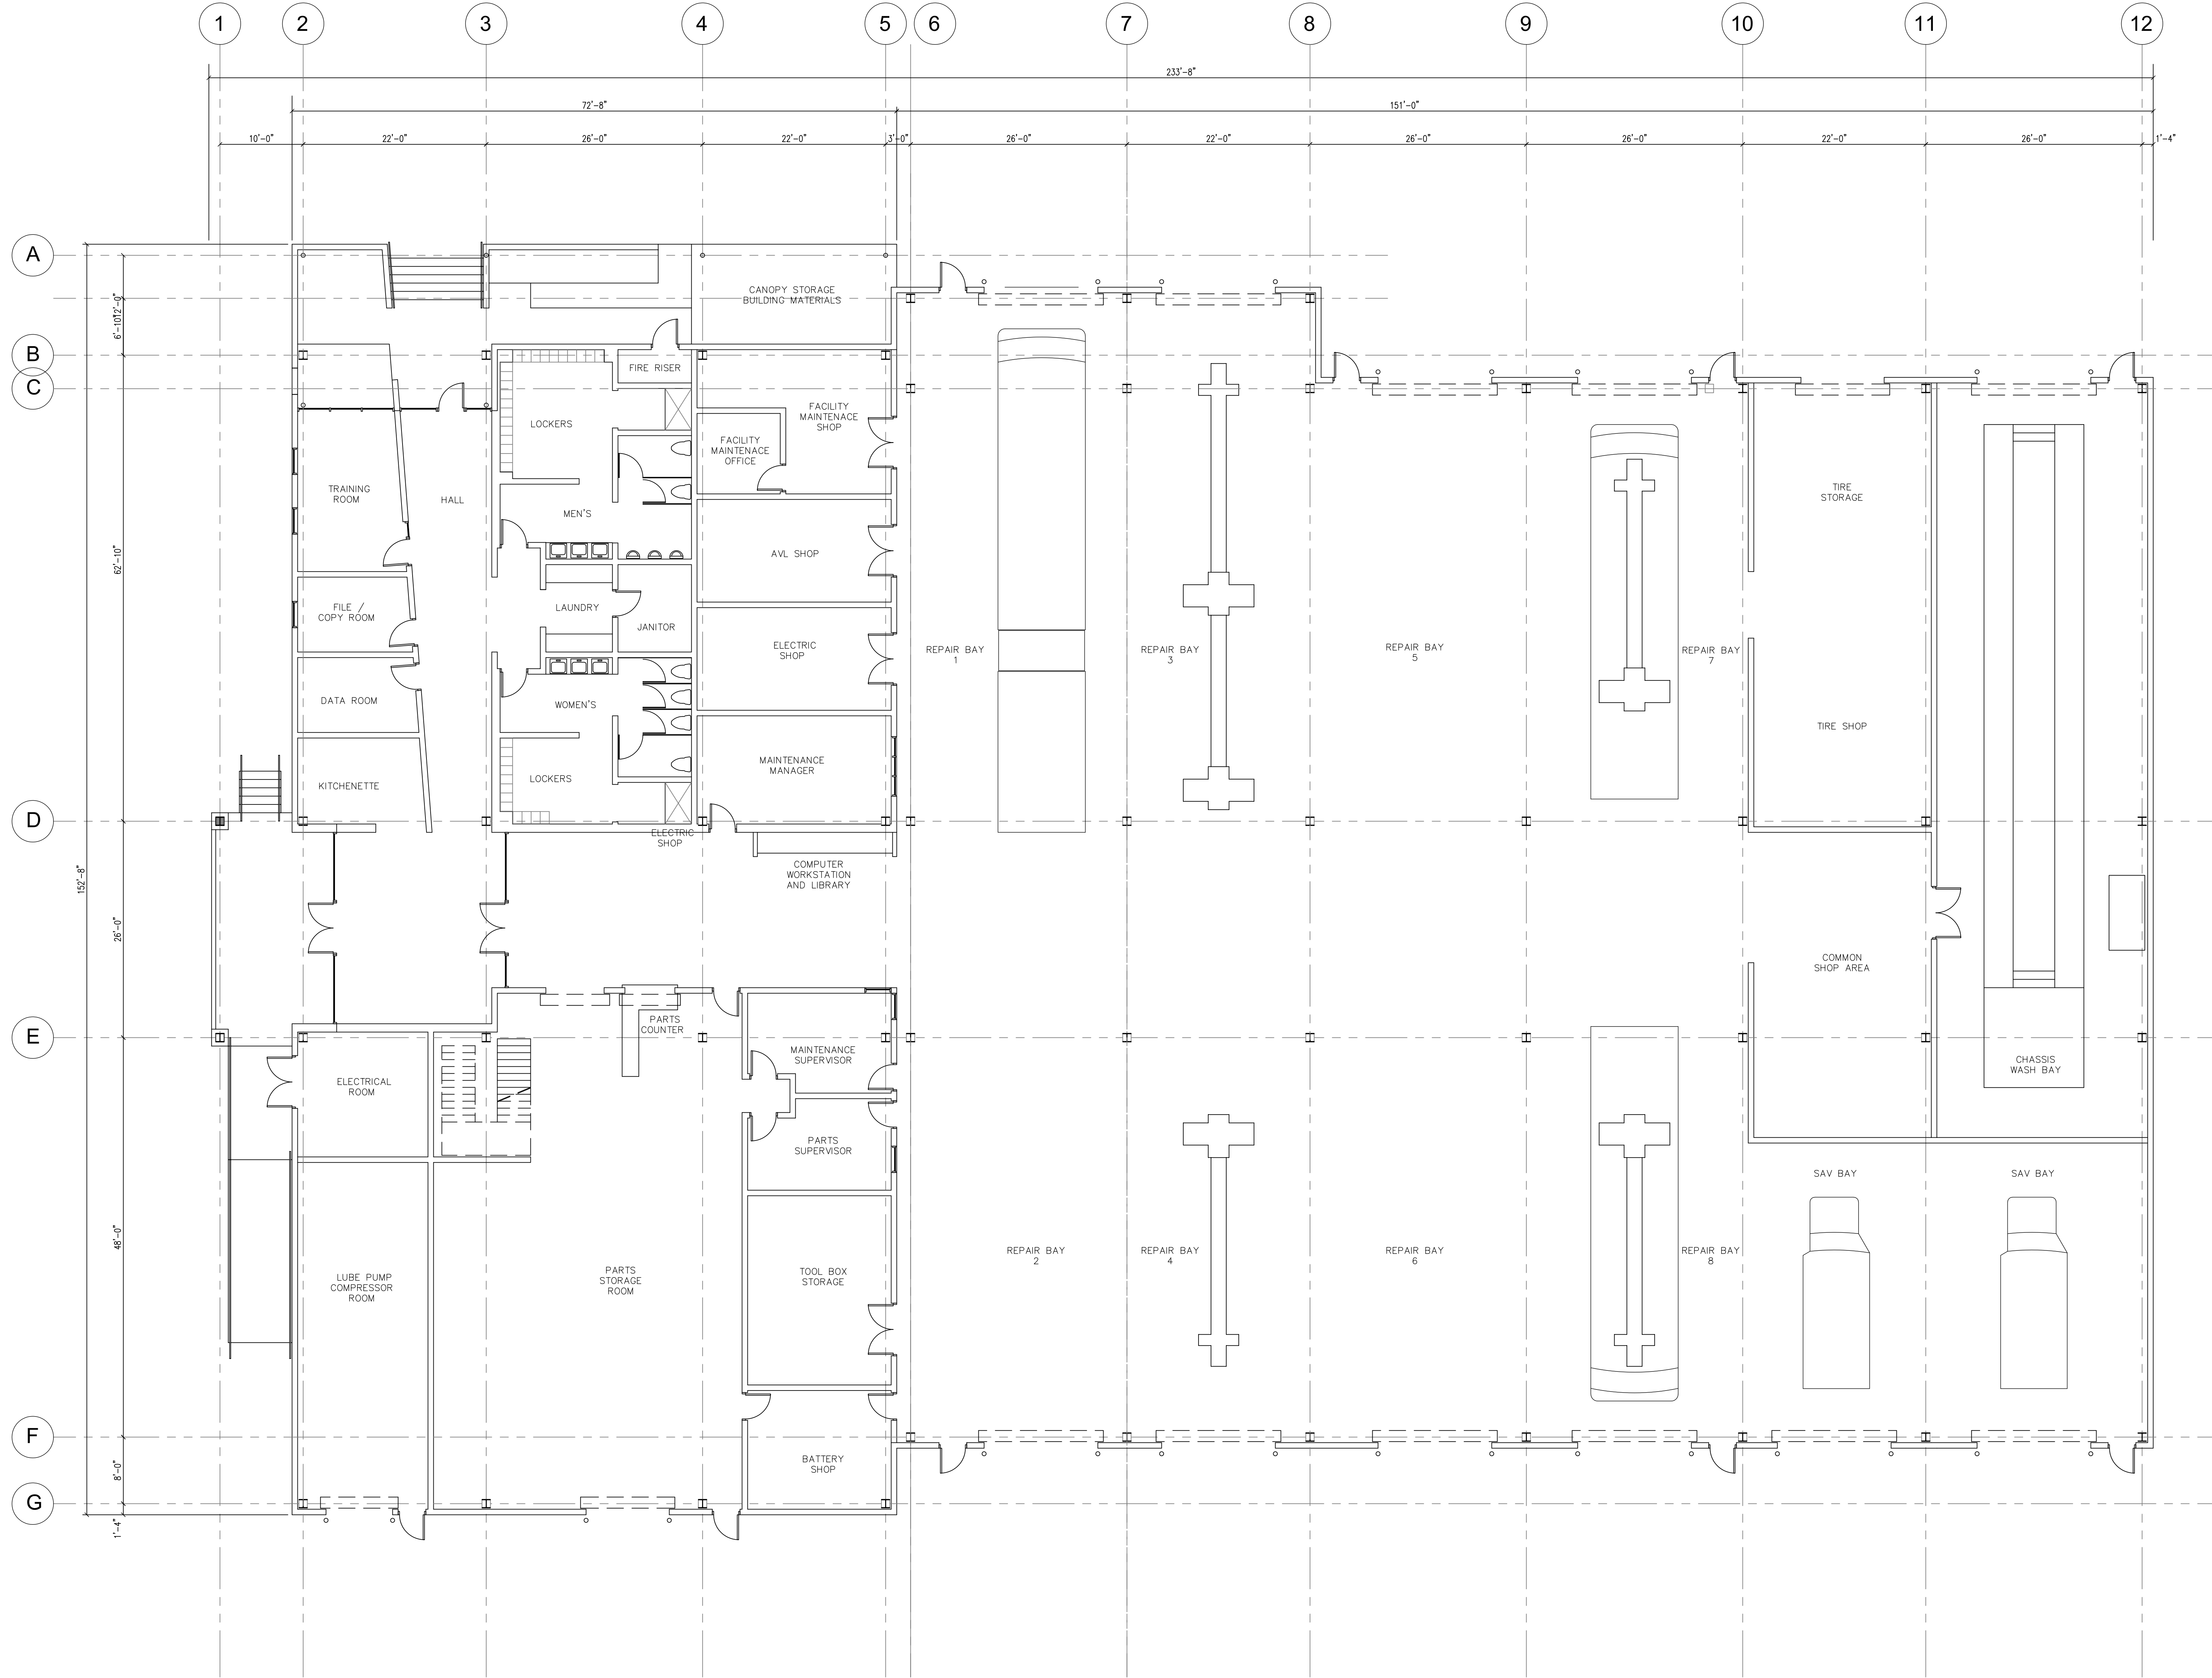 1 2 3 4 5 6 7 8 9 10 11 12
233'-8"
72'-8" 151'-0"
10'-0" 22'-0" 26'-0" 22'-0" 3'-0" 26'-0" 22'-0" 26'-0" 26'-0" 22'-0" 26'-0" 1'-4"
A
B
C
D
E
F
G
12'-0"
6'-10"
62'-10"
152'-8"
26'-0"
48'-0"
8'-0"
1'-4"
CANOPY STORAGE
BUILDING MATERIALS
FIRE RISER
LOCKERS
FACILITY
MAINTENACE
SHOP
FACILITY
MAINTENACE
OFFICE
TRAINING
ROOM
HALL
MEN'S
AVL SHOP
FILE /
COPY ROOM
LAUNDRY
JANITOR
ELECTRIC
SHOP
DATA ROOM
WOMEN'S
MAINTENANCE
MANAGER
KITCHENETTE
LOCKERS
ELECTRIC
SHOP
COMPUTER
WORKSTATION
AND LIBRARY
REPAIR BAY
1
REPAIR BAY
3
REPAIR BAY
5
REPAIR BAY
7
TIRE
STORAGE
TIRE SHOP
COMMON
SHOP AREA
CHASSIS
WASH BAY
PARTS
COUNTER
MAINTENANCE
SUPERVISOR
ELECTRICAL
ROOM
PARTS
SUPERVISOR
LUBE PUMP
COMPRESSOR
ROOM
PARTS
STORAGE
ROOM
TOOL BOX
STORAGE
BATTERY
SHOP
REPAIR BAY
2
REPAIR BAY
4
REPAIR BAY
6
REPAIR BAY
8
SAV BAY
SAV BAY